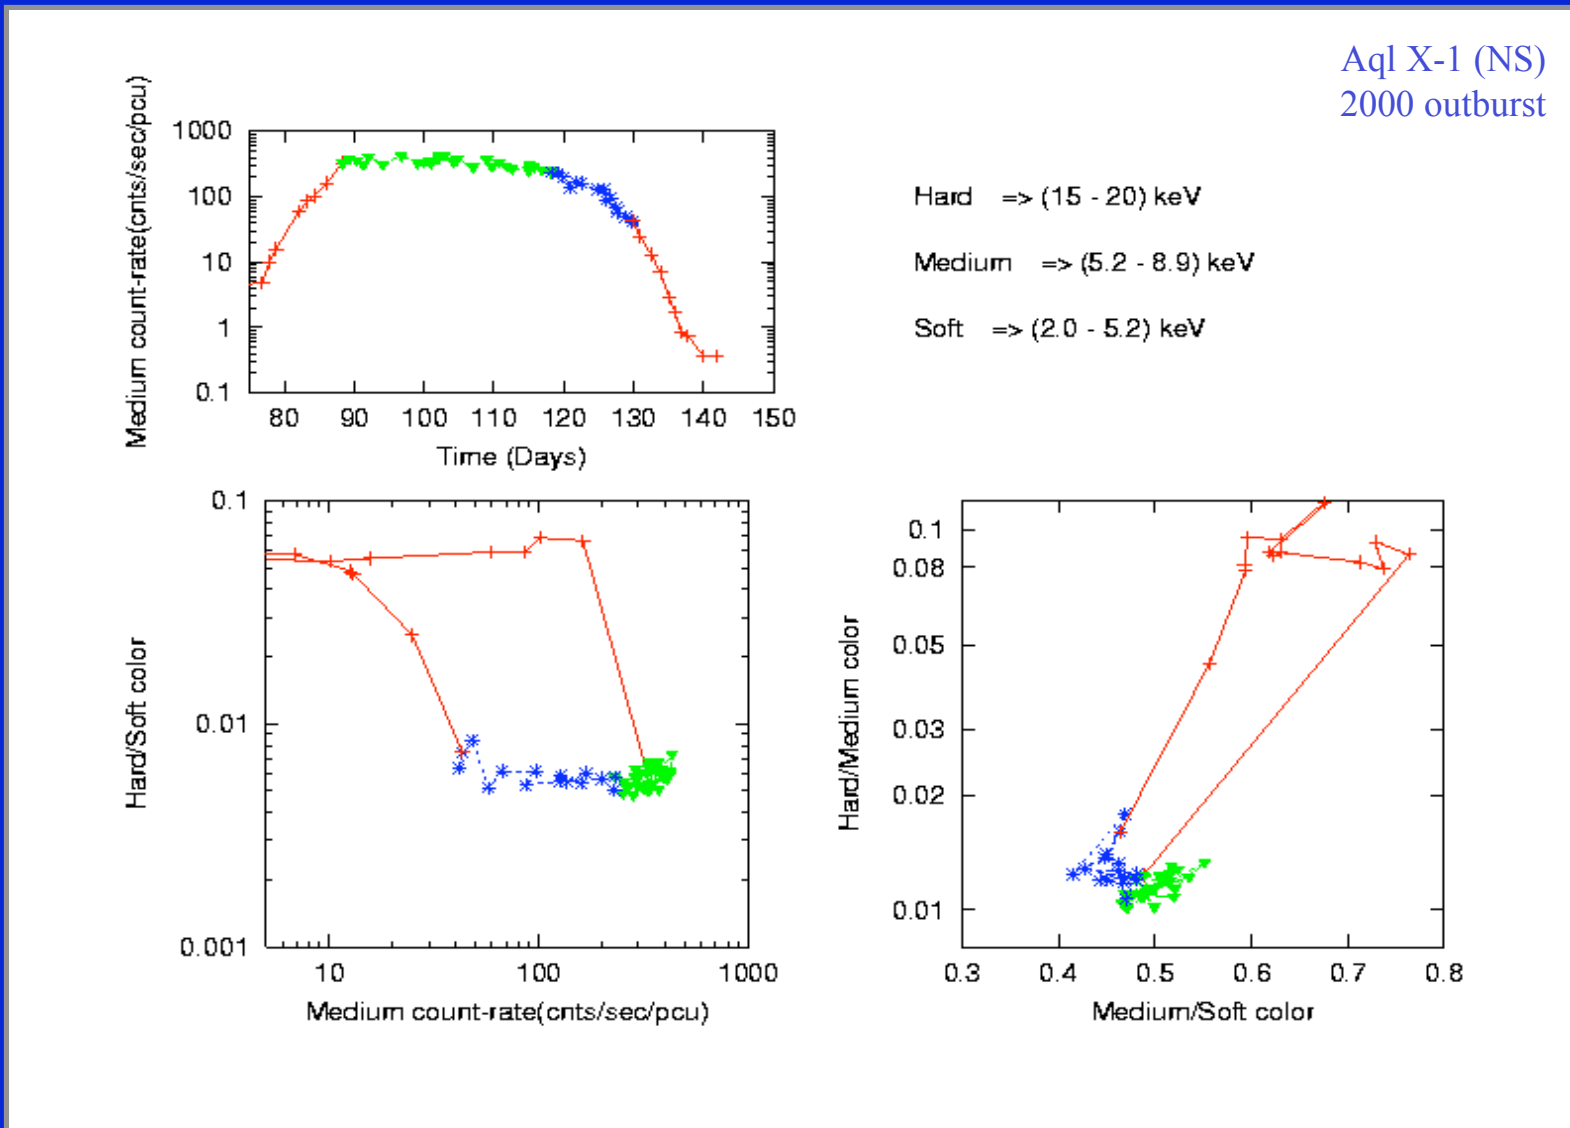 Aql X-1 (NS)
2000 outburst
Medium count-rate(cnts/sec/pcu)
1000
100
10
1
0.1
80 90 100 110 120 130 140 150
Time (Days)
Hard => (15 - 20) keV
Medium => (5.2 - 8.9) keV
Soft => (2.0 - 5.2) keV
Hard/Soft color
0.1
0.01
0.001
10 100 1000
Medium count-rate(cnts/sec/pcu)
Hard/Medium color
0.1
0.08
0.05
0.03
0.02
0.01
0.3 0.4 0.5 0.6 0.7 0.8
Medium/Soft color